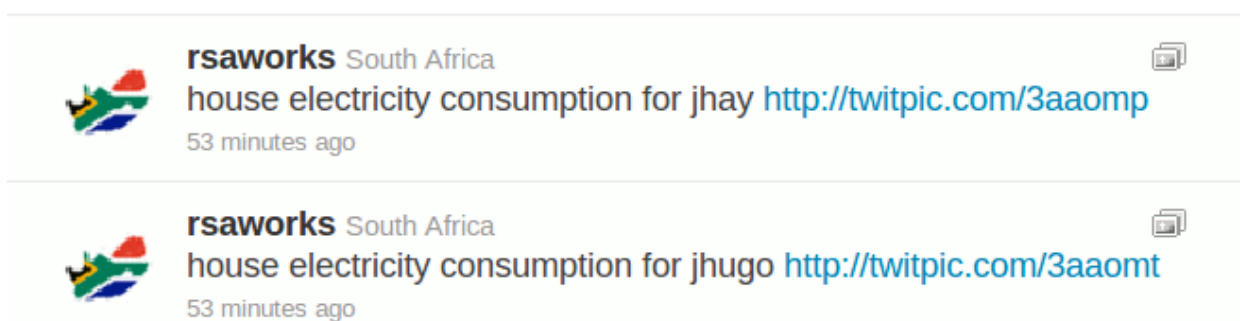 rsaworks South Africa
house electricity consumption for jhay http://twitpic.com/3aaomp
53 minutes ago
rsaworks South Africa
house electricity consumption for jhugo http://twitpic.com/3aaomt
53 minutes ago